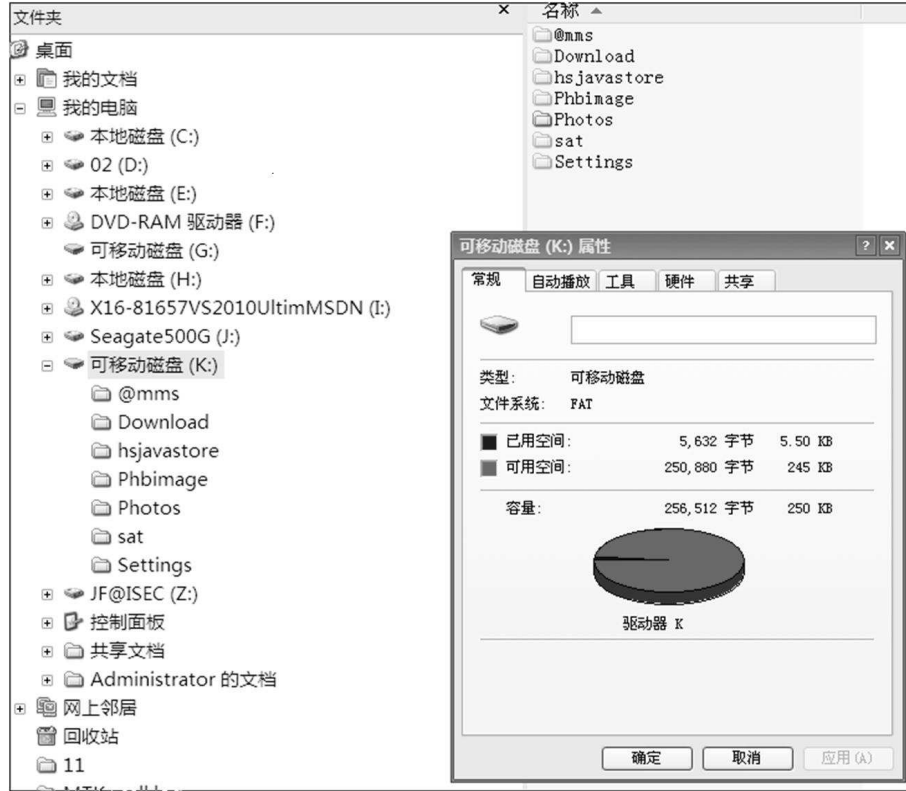 文件夹
×
桌面
我的文档
我的电脑
本地磁盘 (C:)
02 (D:)
本地磁盘 (E:)
DVD-RAM 驱动器 (F:)
可移动磁盘 (G:)
本地磁盘 (H:)
X16-81657VS2010UltimMSDN (I:)
Seagate500G (J:)
可移动磁盘 (K:)
@mms
Download
hsjavastore
Phbimage
Photos
sat
Settings
JF@ISEC (Z:)
控制面板
共享文档
Administrator 的文档
网上邻居
回收站
11
名称
@mms
Download
hsjavastore
Phbimage
Photos
sat
Settings
可移动磁盘 (K:) 属性
常规 自动播放 工具 硬件 共享
类型: 可移动磁盘
文件系统: FAT
已用空间: 5,632 字节 5.50 KB
可用空间: 250,880 字节 245 KB
容量: 256,512 字节 250 KB
驱动器 K
确定 取消 应用(A)